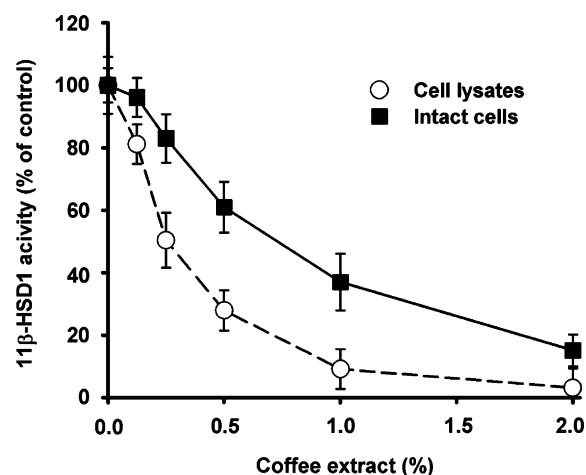 120
100
80
60
40
20
0
11β-HSD1 acivity (% of control)
Cell lysates
Intact cells
0.0 0.5 1.0 1.5 2.0
Coffee extract (%)